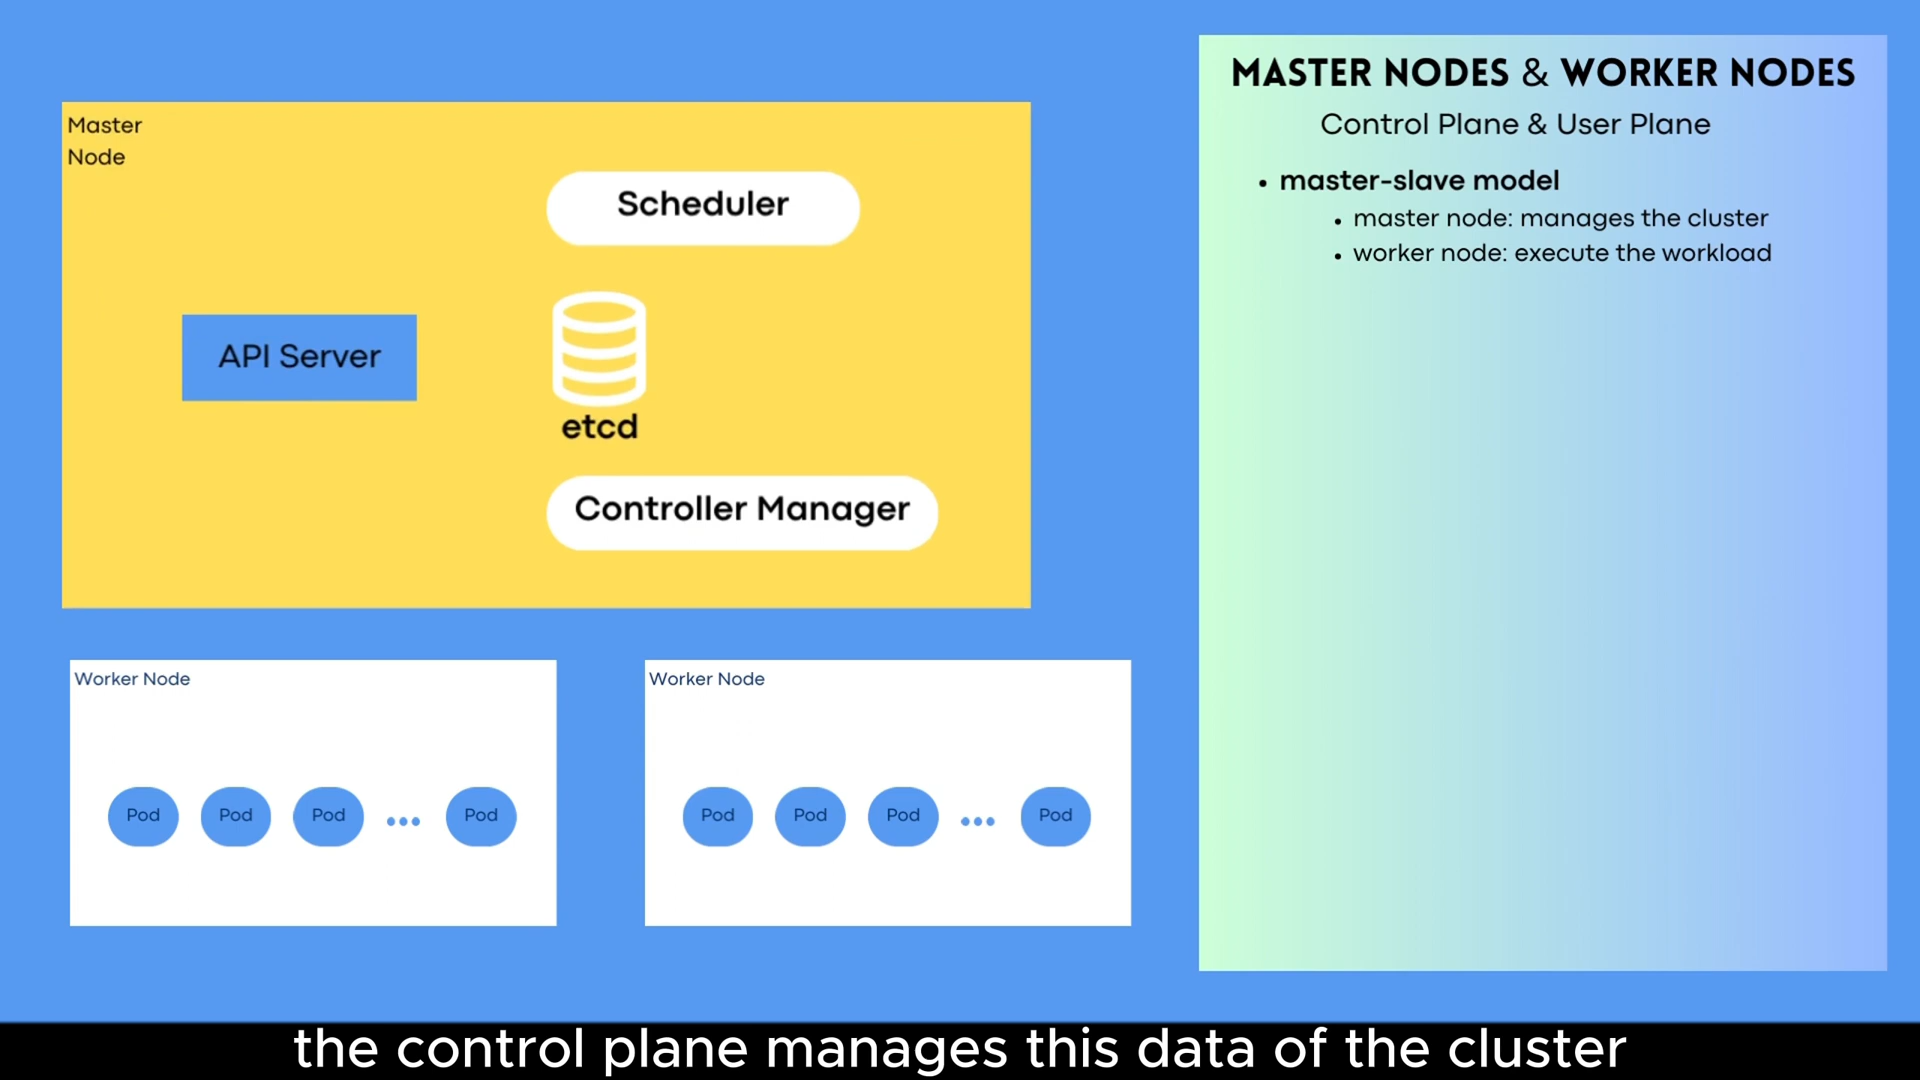 Master
Node
Scheduler
API Server
etcd
Controller Manager
Worker Node
Pod Pod Pod ... Pod
Worker Node
Pod Pod Pod ... Pod
MASTER NODES & WORKER NODES
Control Plane & User Plane
• master-slave model
• master node: manages the cluster
• worker node: execute the workload
the control plane manages this data of the cluster